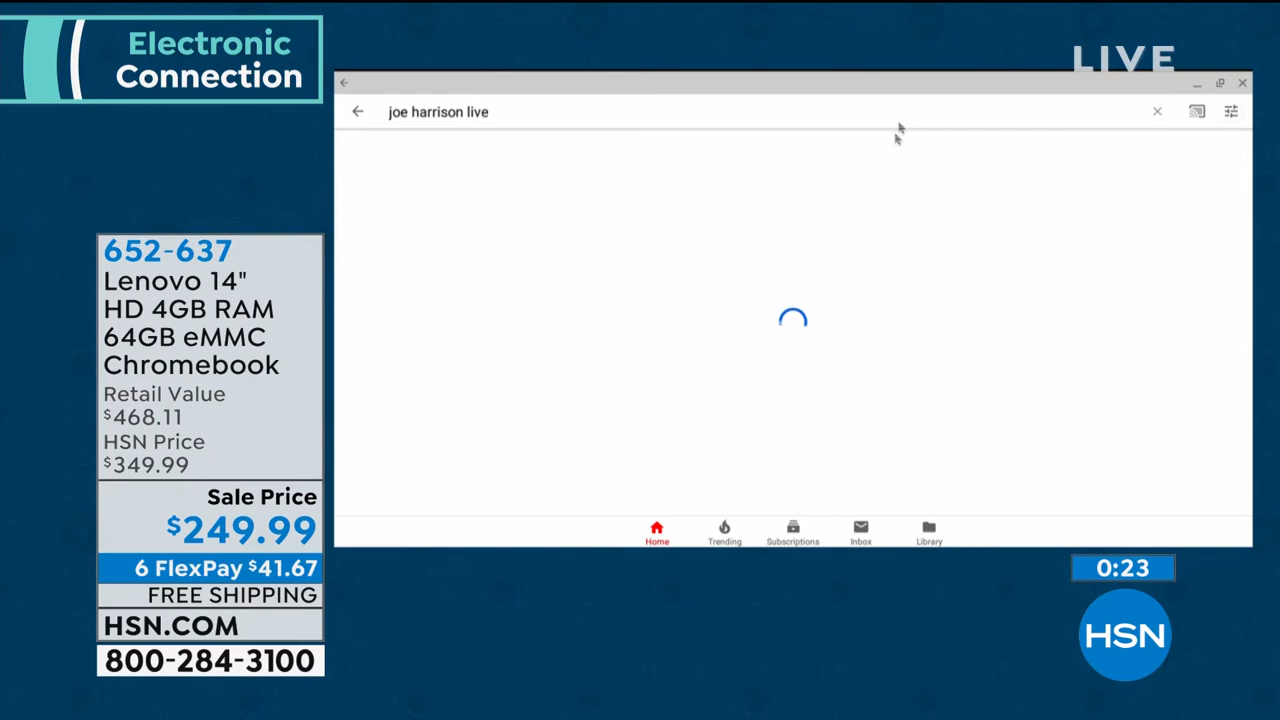 Electronic
Connection
LIVE
joe harrison live
652-637
Lenovo 14"
HD 4GB RAM
64GB eMMC
Chromebook
Retail Value
$468.11
HSN Price
$349.99
Sale Price
$249.99
6 FlexPay $41.67
FREE SHIPPING
HSN.COM
800-284-3100
Home
Trending
Subscriptions
Inbox
Library
0:23
HSN